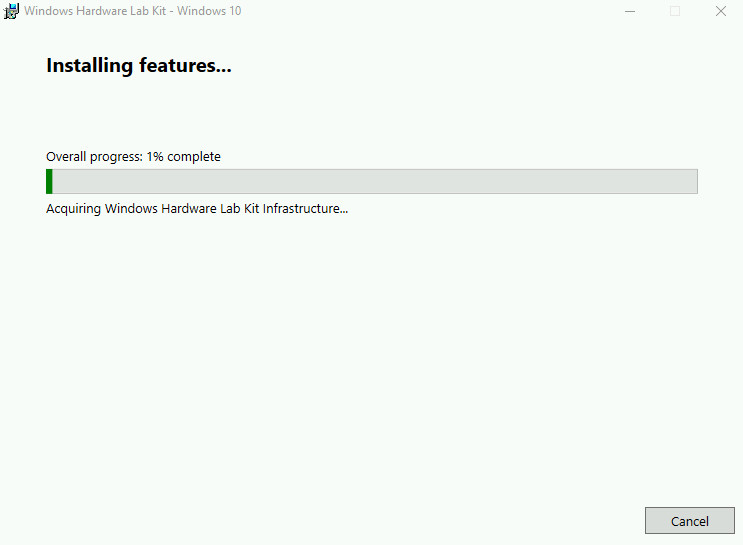 Windows Hardware Lab Kit - Windows 10
Installing features...
Overall progress: 1% complete
Acquiring Windows Hardware Lab Kit Infrastructure...
Cancel